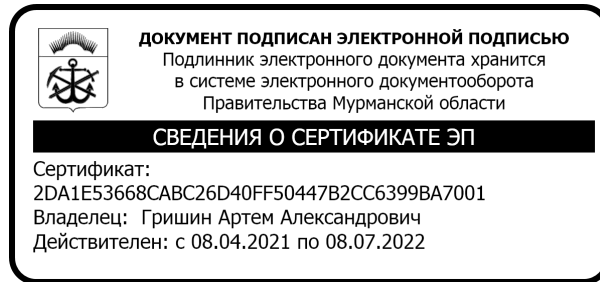 ДОКУМЕНТ ПОДПИСАН ЭЛЕКТРОННОЙ ПОДПИСЬЮ
Подлинник электронного документа хранится
в системе электронного документооборота
Правительства Мурманской области
СВЕДЕНИЯ О СЕРТИФИКАТЕ ЭП
Сертификат:
2DA1E53668CABC26D40FF50447B2CC6399BA7001
Владелец: Гришин Артем Александрович
Действителен: с 08.04.2021 по 08.07.2022